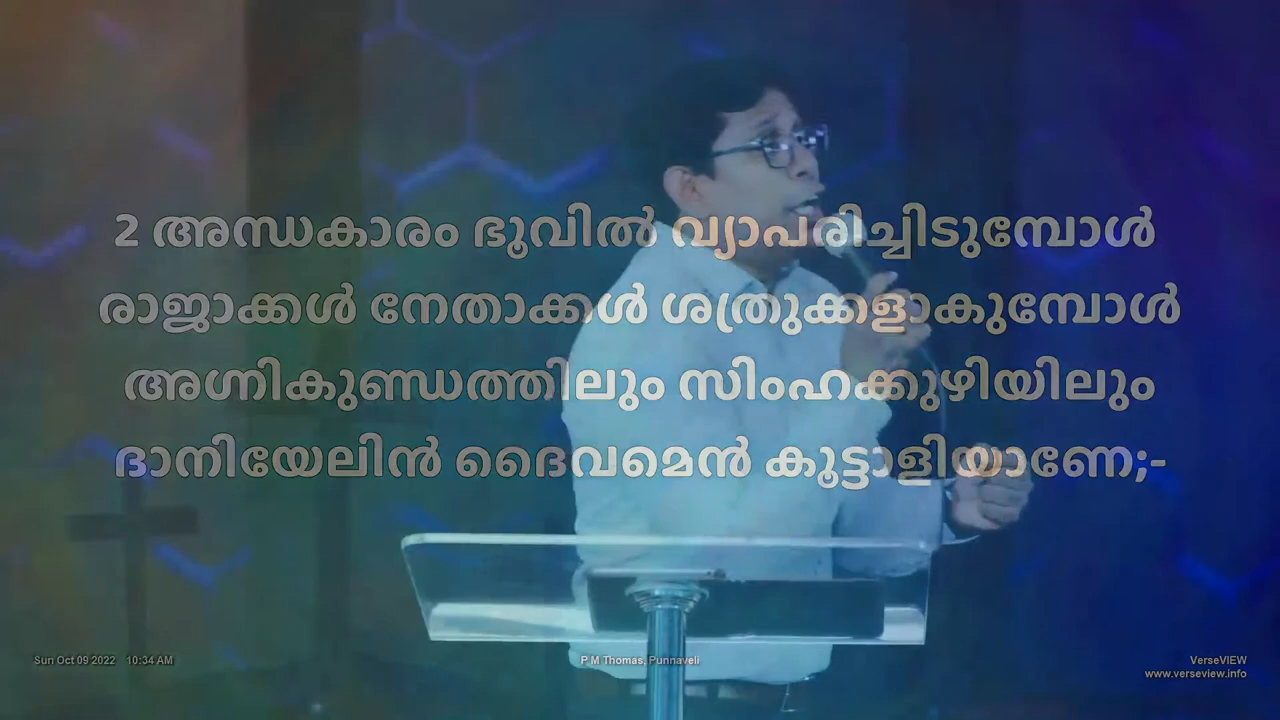 2 അന്ധകാരം ഭൂവിൽ വ്യാപരിച്ചിടുമ്പോൾ
രാജാക്കൾ നേതാക്കൾ ശത്രുക്കളാകുമ്പോൾ
അഗ്നികുണ്ഡത്തിലും സിംഹക്കുഴിയിലും
ദാനിയേലിൻ ദൈവമെൻ കൂട്ടാളിയാണേ;-
Sun Oct 09 2022 10:34 AM
P M Thomas, Punnaveli
VerseVIEW
www.verseview.info